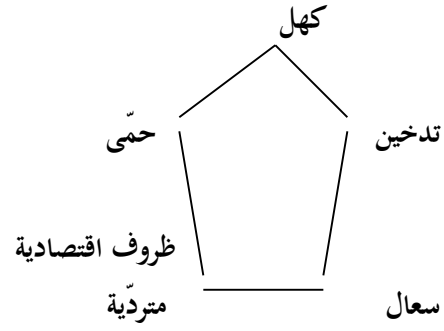 كهل
تدخين
حمّى
ظروف اقتصادية
متردّية
سعال